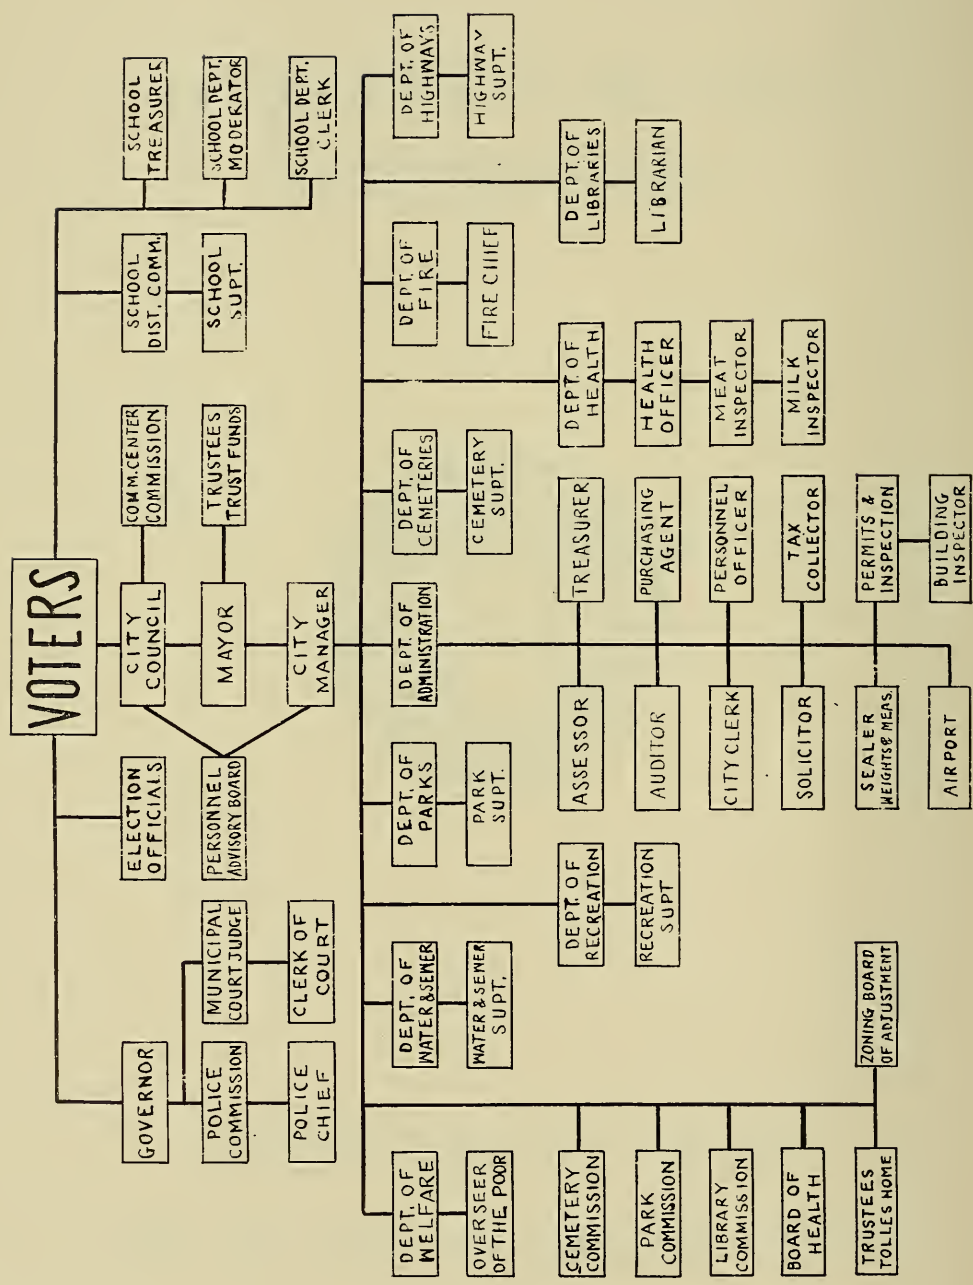 VOTERS
GOVERNOR
ELECTION
OFFICIALS
CITY
COUNCIL
COMM.CENTER
COMMISSION
SCHOOL
DIST. COMM.
SCHOOL
TREASURER
POLICE
COMMISSION
MUNICIPAL
COURT JUDGE
PERSONNEL
ADVISORY BOARD
MAYOR
TRUSTEES
TRUST FUNDS
SCHOOL
SUPT.
SCHOOL DEPT.
MODERATOR
POLICE
CHIEF
CLERK OF
COURT
CITY
MANAGER
SCHOOL DEPT.
CLERK
DEPT. OF
WELFARE
DEPT. OF
WATER & SEWER
DEPT. OF
PARKS
DEPT. OF
ADMINISTRATION
DEPT. OF
CEMETERIES
DEPT. OF
FIRE
DEPT. OF
HIGHWAYS
OVERSEER
OF THE POOR
WATER & SEWER
SUPT.
PARK
SUPT.
CEMETERY
SUPT.
FIRE CHIEF
HIGHWAY
SUPT.
CEMETERY
COMMISSION
DEPT. OF
RECREATION
ASSESSOR
TREASURER
DEPT. OF
HEALTH
DEPT. OF
LIBRARIES
PARK
COMMISSION
RECREATION
SUPT
AUDITOR
PURCHASING
AGENT
HEALTH
OFFICER
LIBRARIAN
LIBRARY
COMMISSION
CITY CLERK
PERSONNEL
OFFICER
MEAT
INSPECTOR
BOARD OF
HEALTH
SOLICITOR
TAX
COLLECTOR
MILK
INSPECTOR
TRUSTEES
TOLLES HOME
ZONING BOARD
OF ADJUSTMENT
SEALER
WEIGHTS & MEAS.
PERMITS &
INSPECTION
AIRPORT
BUILDING
INSPECTOR